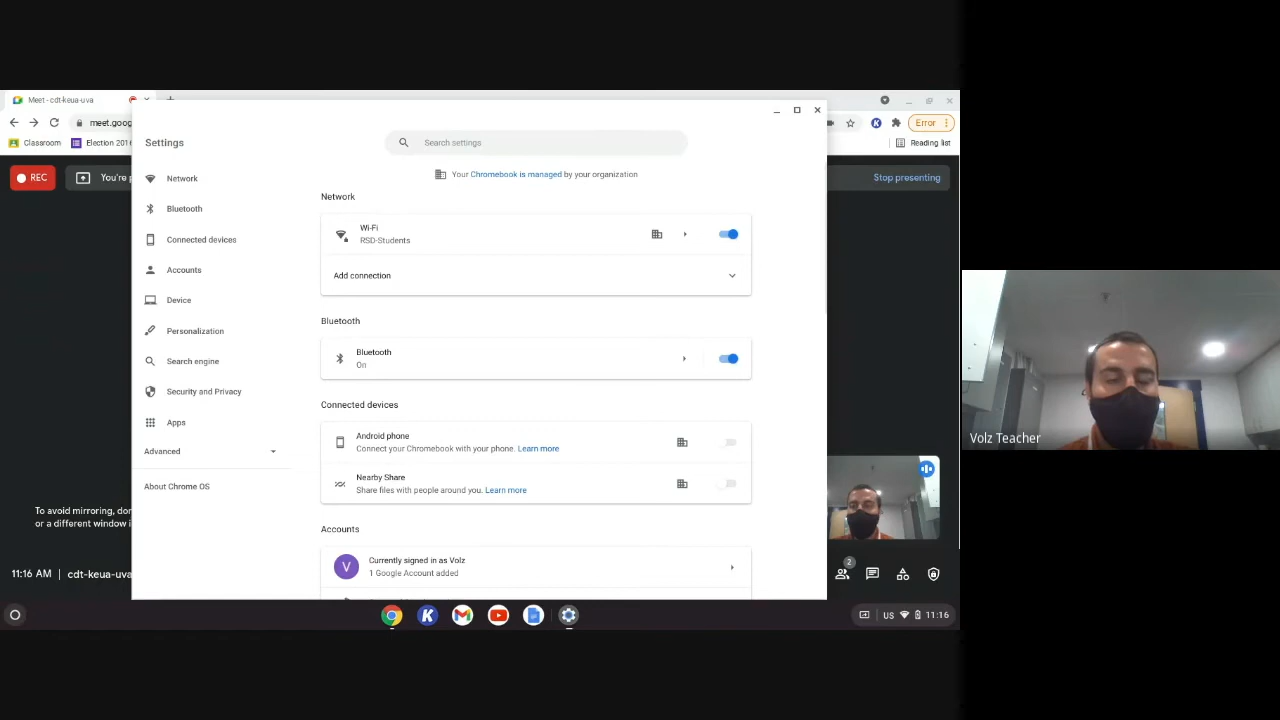 Meet - cdt-keua-uva
meet.goog
Error
Classroom
Election 201
Reading list
REC
You're p
Stop presenting
Settings
Search settings
Your Chromebook is managed by your organization
Network
Bluetooth
Connected devices
Accounts
Device
Personalization
Search engine
Security and Privacy
Apps
Advanced
About Chrome OS
Network
Wi-Fi
RSD-Students
Add connection
Bluetooth
Bluetooth
On
Connected devices
Android phone
Connect your Chromebook with your phone. Learn more
Nearby Share
Share files with people around you. Learn more
Accounts
V
Currently signed in as Volz
1 Google Account added
To avoid mirroring, don
or a different window i
11:16 AM | cdt-keua-uva
2
K
US
11:16
Volz Teacher